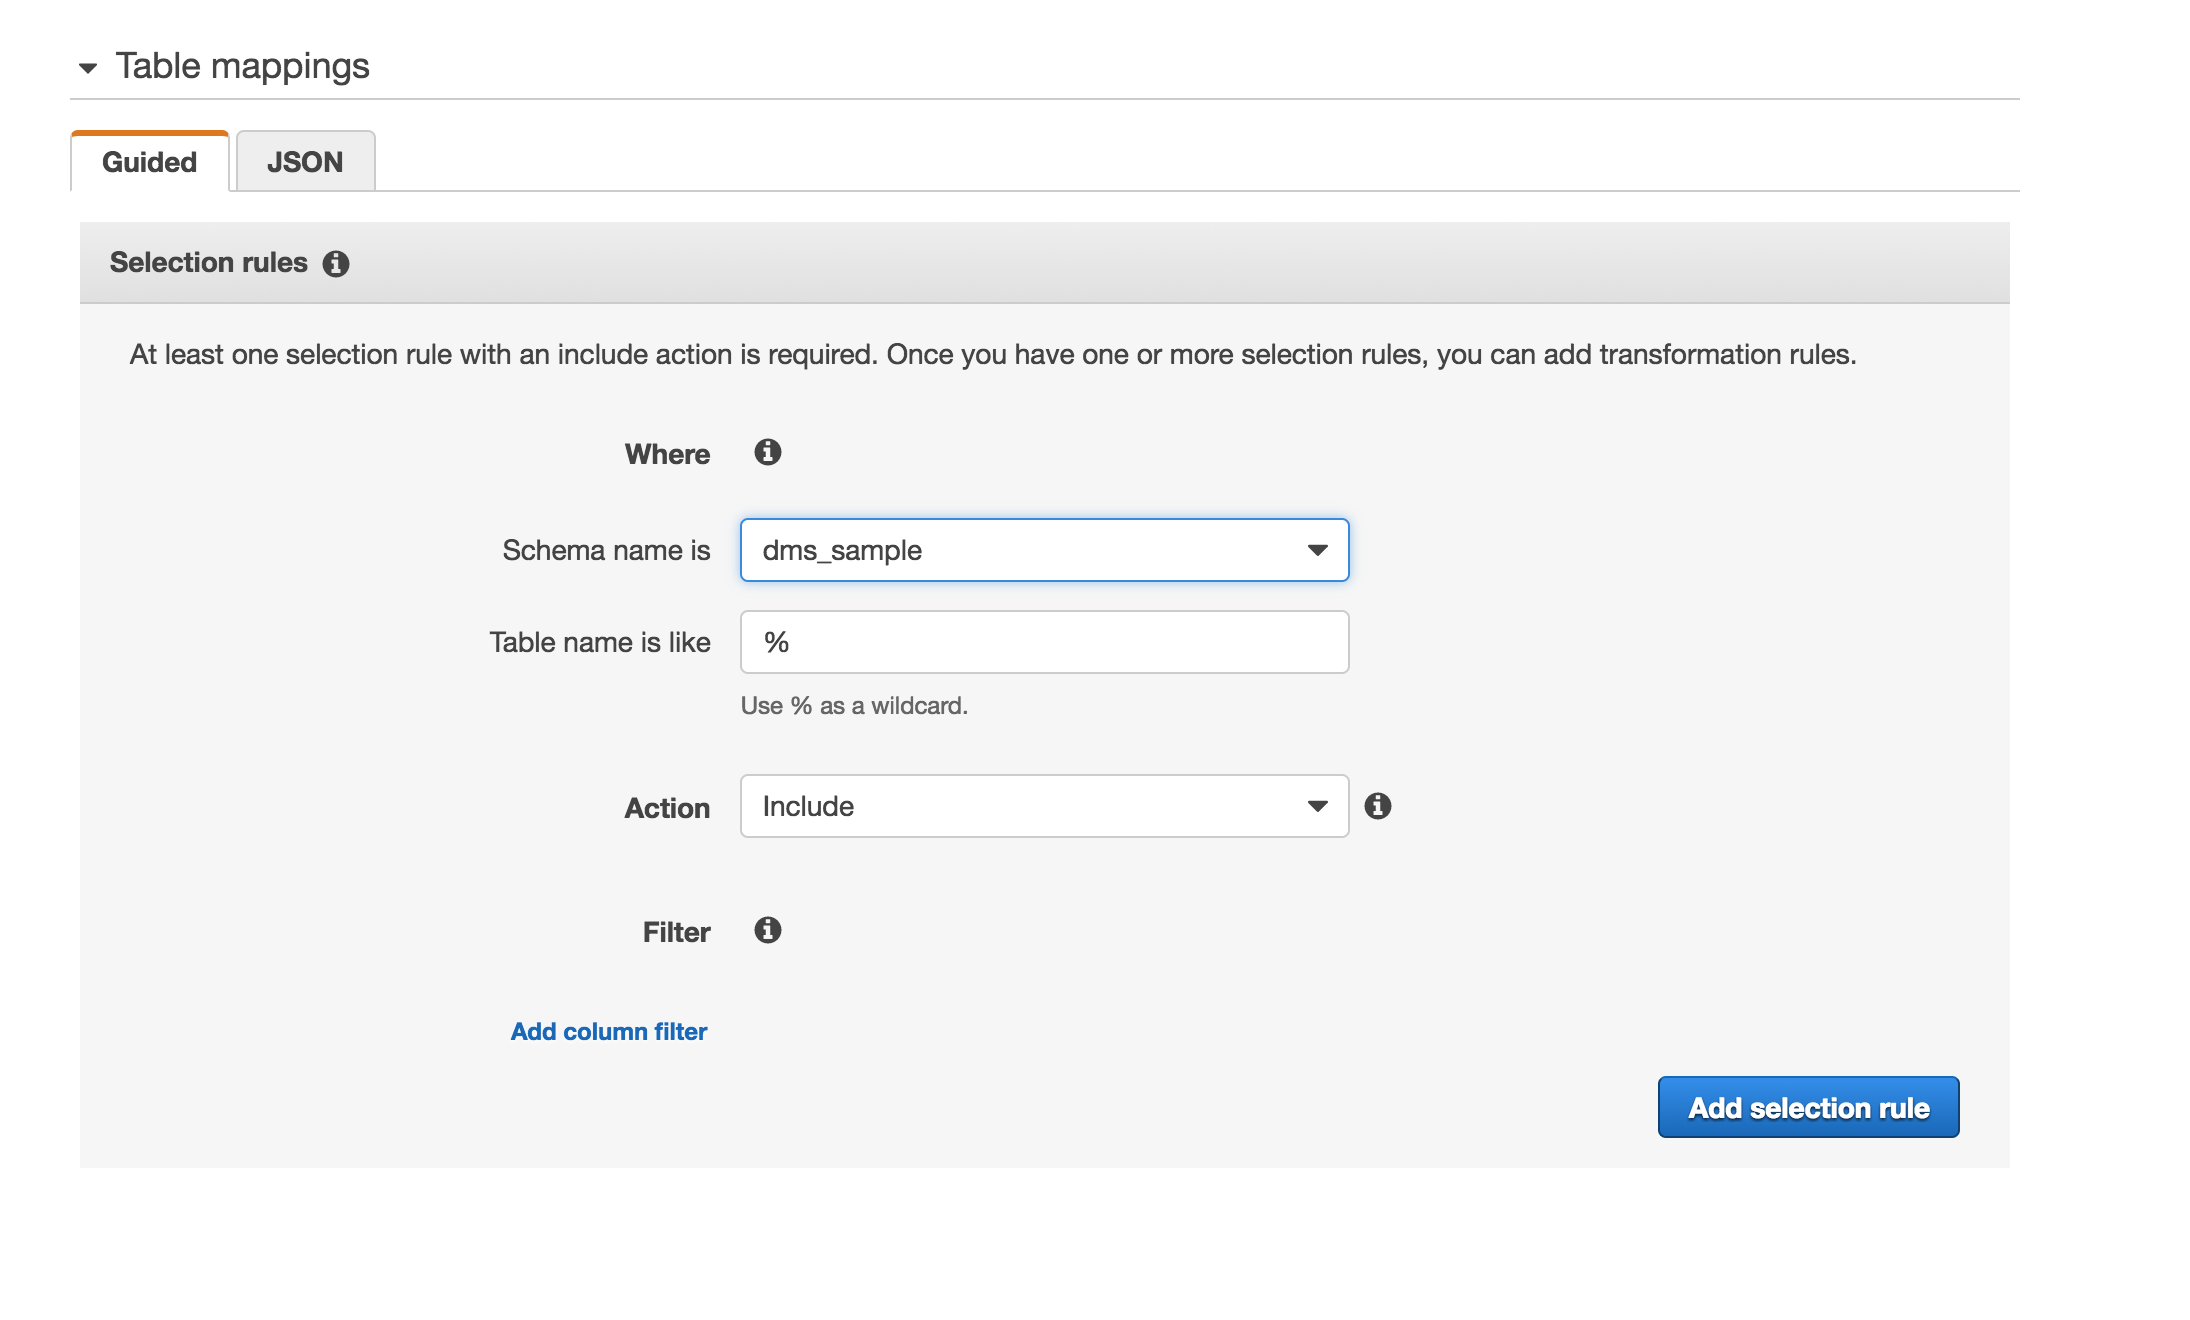 Table mappings
Guided
JSON
Selection rules
At least one selection rule with an include action is required. Once you have one or more selection rules, you can add transformation rules.
Where
Schema name is
dms_sample
Table name is like
%
Use % as a wildcard.
Action
Include
Filter
Add column filter
Add selection rule